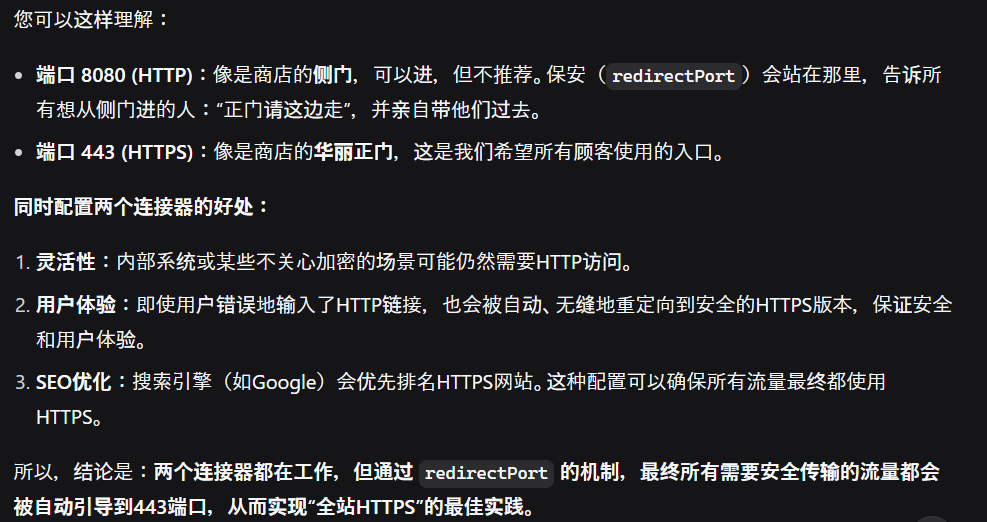 您可以这样理解：
• 端口 8080 (HTTP)：像是商店的侧门，可以进，但不推荐。保安（redirectPort）会站在那里，告诉所
有想从侧门进的人：“正门请这边走”，并亲自带他们过去。
• 端口 443 (HTTPS)：像是商店的华丽正门，这是我们希望所有顾客使用的入口。
同时配置两个连接器的好处：
1. 灵活性：内部系统或某些不关心加密的场景可能仍然需要HTTP访问。
2. 用户体验：即使用户错误地输入了HTTP链接，也会被自动、无缝地重定向到安全的HTTPS版本，保证安全
和用户体验。
3. SEO优化：搜索引擎（如Google）会优先排名HTTPS网站。这种配置可以确保所有流量最终都使用
HTTPS。
所以，结论是：两个连接器都在工作，但通过 redirectPort 的机制，最终所有需要安全传输的流量都会
被自动引导到443端口，从而实现“全站HTTPS”的最佳实践。